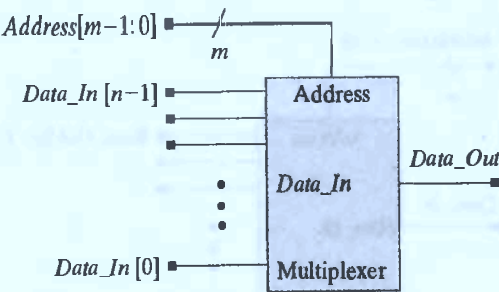 Address[m−1:0]
m
Data_In [n−1]
Address
Data_In
Data_Out
Data_In [0]
Multiplexer